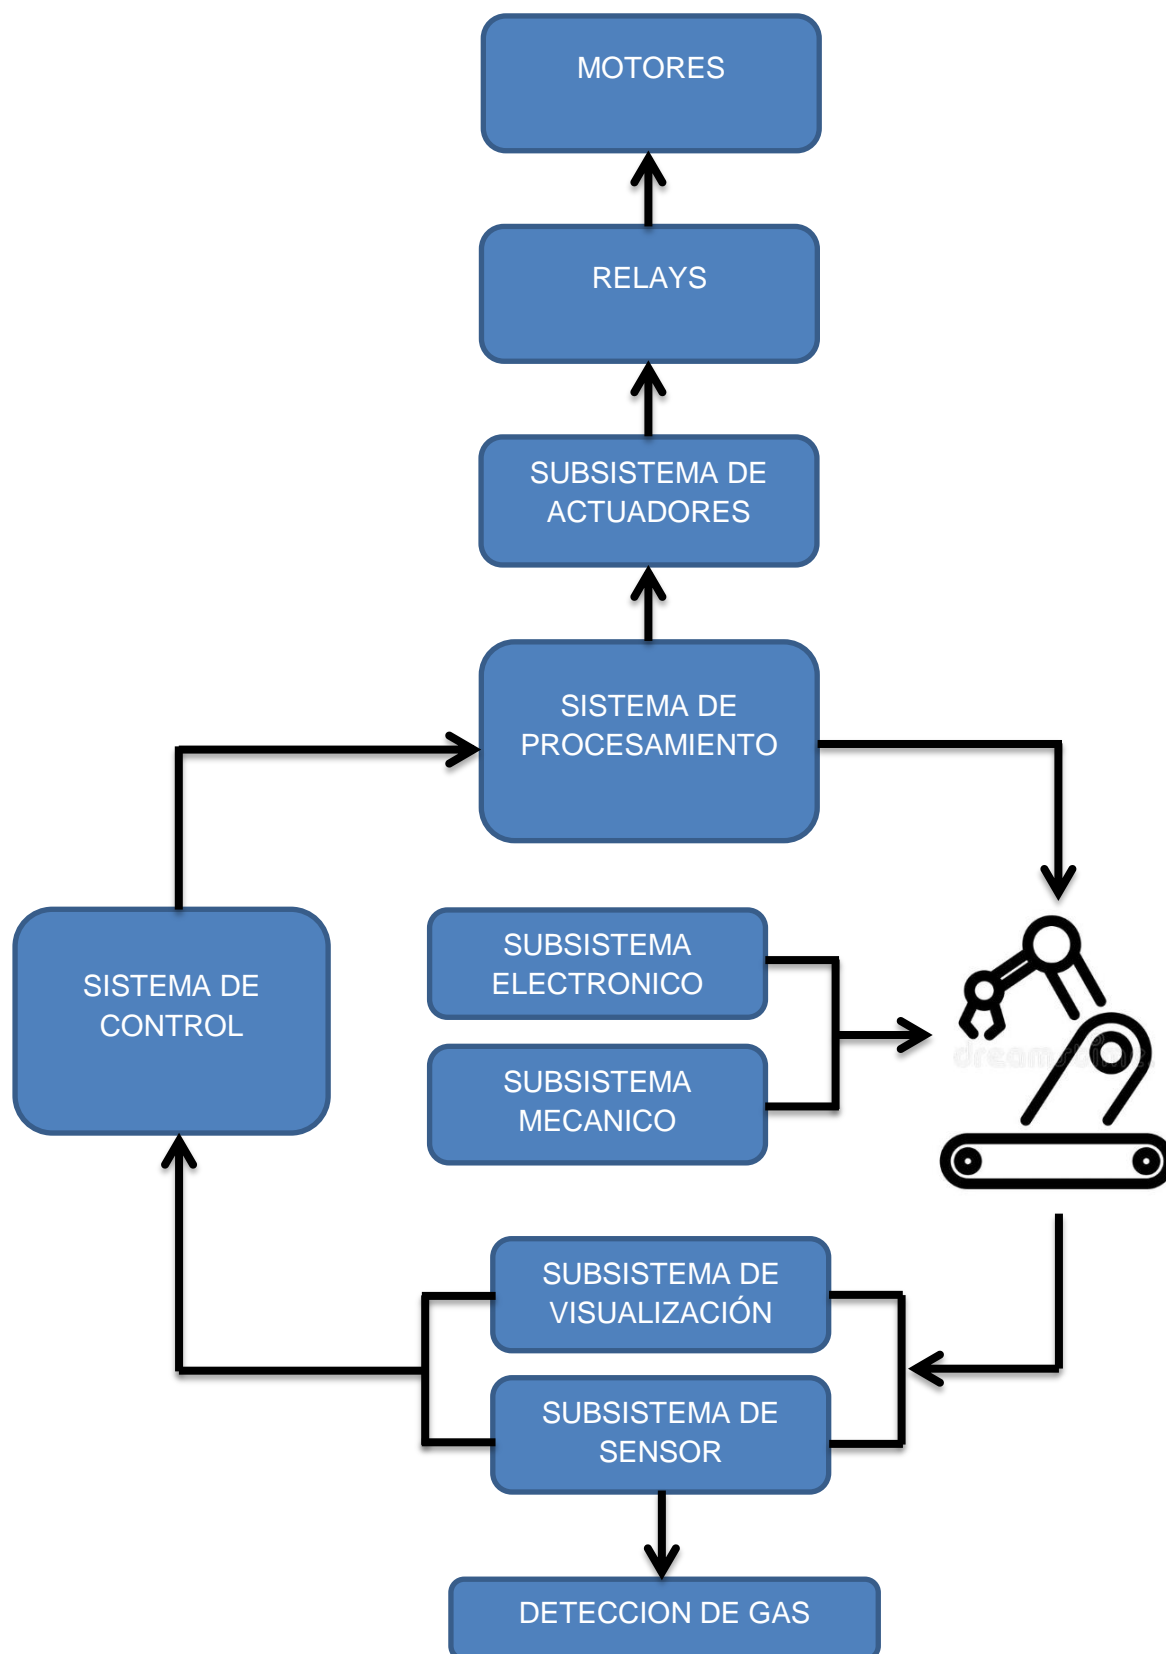 MOTORES
RELAYS
SUBSISTEMA DE
ACTUADORES
SISTEMA DE
PROCESAMIENTO
SISTEMA DE
CONTROL
SUBSISTEMA
ELECTRONICO
SUBSISTEMA
MECANICO
dreamstime.
SUBSISTEMA DE
VISUALIZACIÓN
SUBSISTEMA DE
SENSOR
DETECCION DE GAS